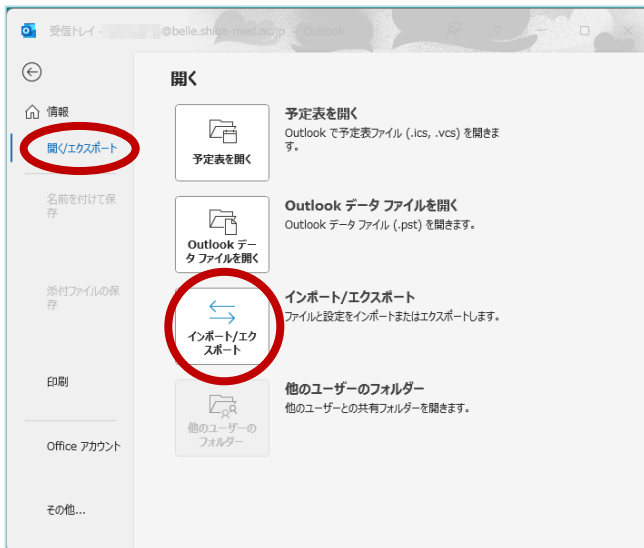 受信トレイ - @belle.shiga-med.ac.jp - Outlook
開く
情報
開く/エクスポート
名前を付けて保
存
添付ファイルの保
存
印刷
Office アカウント
その他...
予定表を開く
予定表を開く
Outlook で予定表ファイル (.ics, .vcs) を開きま
す。
Outlook デー
タ ファイルを開く
Outlook データ ファイルを開く
Outlook データ ファイル (.pst) を開きます。
インポート/エク
スポート
インポート/エクスポート
ファイルと設定をインポートまたはエクスポートします。
他のユーザーの
フォルダー
他のユーザーのフォルダー
他のユーザーとの共有フォルダーを開きます。